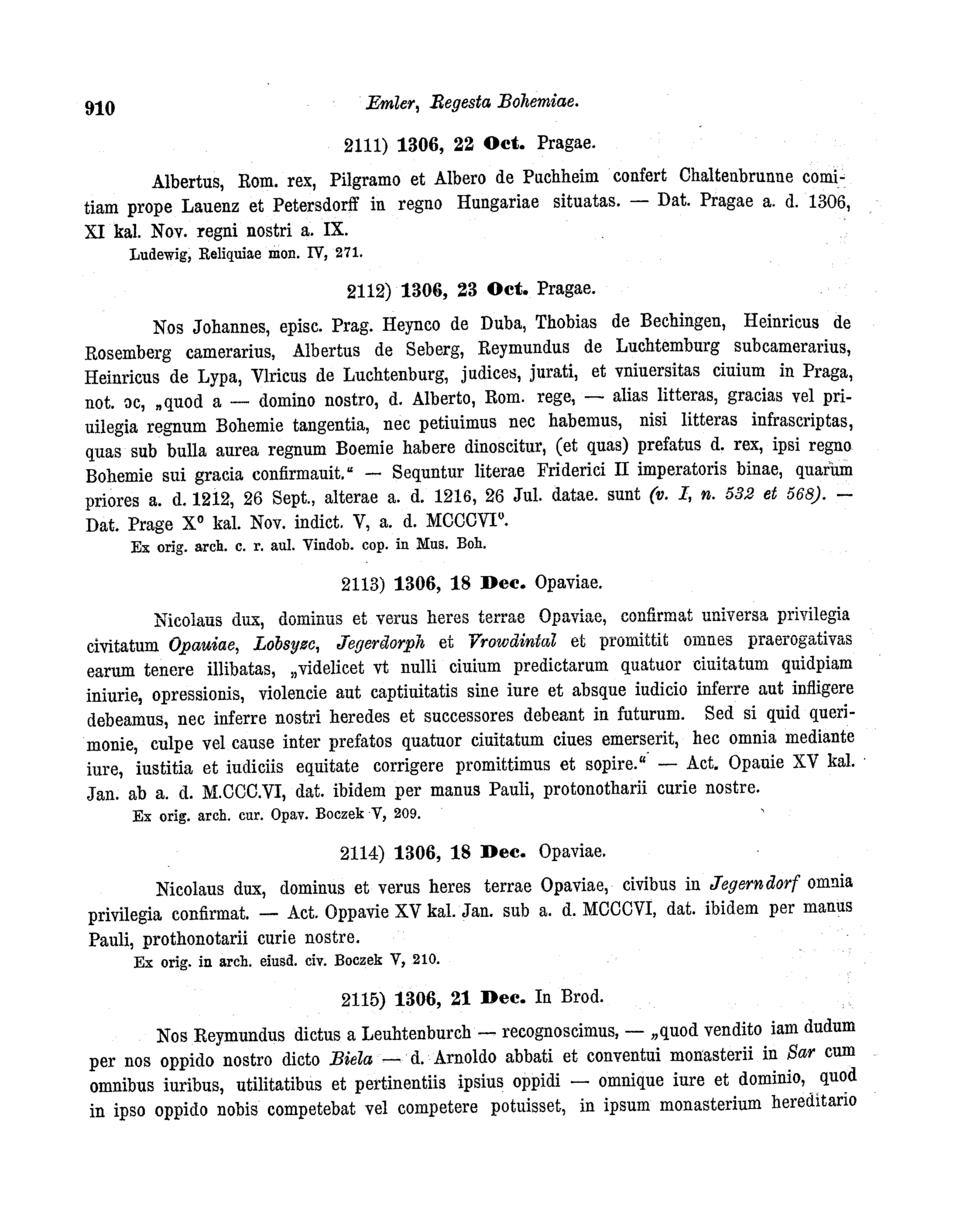 910
Emler, Regesta Bohemiae.
2111) 1306, 22 Oct. Pragae.
Albertus, Rom. rex, Pilgramo et Albero de Puchheim confert Chaltenbrunne comi-
tiam prope Lauenz et Petersdorff in regno Hungariae situatas. — Dat. Pragae a. d. 1306,
XI kal. Nov. regni nostri a. IX.
Ludewig, Reliquiae mon. IV, 271.
2112) 1306, 23 Oct. Pragae.
Nos Johannes, episc. Prag. Heynco de Duba, Thobias de Bechingen, Heinricus de
Rosemberg camerarius, Albertus de Seberg, Reymundus de Luchtemburg subcamerarius,
Heinricus de Lypa, Vlricus de Luchtenburg, judices, jurati, et vniuersitas ciuium in Praga,
not. ɔc, „quod a — domino nostro, d. Alberto, Rom. rege, — alias litteras, gracias vel pri-
uilegia regnum Bohemie tangentia, nec petiuimus nec habemus, nisi litteras infrascriptas,
quas sub bulla aurea regnum Boemie habere dinoscitur, (et quas) prefatus d. rex, ipsi regno
Bohemie sui gracia confirmauit.“ — Sequntur literae Friderici II imperatoris binae, quarum
priores a. d. 1212, 26 Sept., alterae a. d. 1216, 26 Jul. datae. sunt (v. I, n. 532 et 568). —
Dat. Prage X⁰ kal. Nov. indict. V, a. d. MCCCVI⁰.
Ex orig. arch. c. r. aul. Vindob. cop. in Mus. Boh.
2113) 1306, 18 Dec. Opaviae.
Nicolaus dux, dominus et verus heres terrae Opaviae, confirmat universa privilegia
civitatum Opauiae, Lobsyzc, Jegerdorph et Vrowdintal et promittit omnes praerogativas
earum tenere illibatas, „videlicet vt nulli ciuium predictarum quatuor ciuitatum quidpiam
iniurie, opressionis, violencie aut captiuitatis sine iure et absque iudicio inferre aut infligere
debeamus, nec inferre nostri heredes et successores debeant in futurum. Sed si quid queri-
monie, culpe vel cause inter prefatos quatuor ciuitatum ciues emerserit, hec omnia mediante
iure, iustitia et iudiciis equitate corrigere promittimus et sopire.“ — Act. Opauie XV kal.
Jan. ab a. d. M.CCC.VI, dat. ibidem per manus Pauli, protonotharii curie nostre.
Ex orig. arch. cur. Opav. Boczek V, 209.
2114) 1306, 18 Dec. Opaviae.
Nicolaus dux, dominus et verus heres terrae Opaviae, civibus in Jegerndorf omnia
privilegia confirmat. — Act. Oppavie XV kal. Jan. sub a. d. MCCCVI, dat. ibidem per manus
Pauli, prothonotarii curie nostre.
Ex orig. in arch. eiusd. civ. Boczek V, 210.
2115) 1306, 21 Dec. In Brod.
Nos Reymundus dictus a Leuhtenburch — recognoscimus, — „quod vendito iam dudum
per nos oppido nostro dicto Biela — d. Arnoldo abbati et conventui monasterii in Sar cum
omnibus iuribus, utilitatibus et pertinentiis ipsius oppidi — omnique iure et dominio, quod
in ipso oppido nobis competebat vel competere potuisset, in ipsum monasterium hereditario